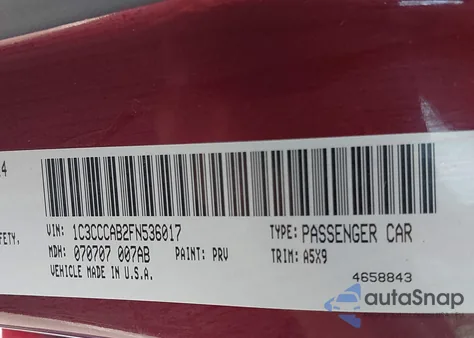 4
FETY.
VIN: 1C3CCCAB2FN536017 TYPE: PASSENGER CAR
MDH: 070707 007AB PAINT: PRV TRIM: A5X9
VEHICLE MADE IN U.S.A.
4658843
autoSnap